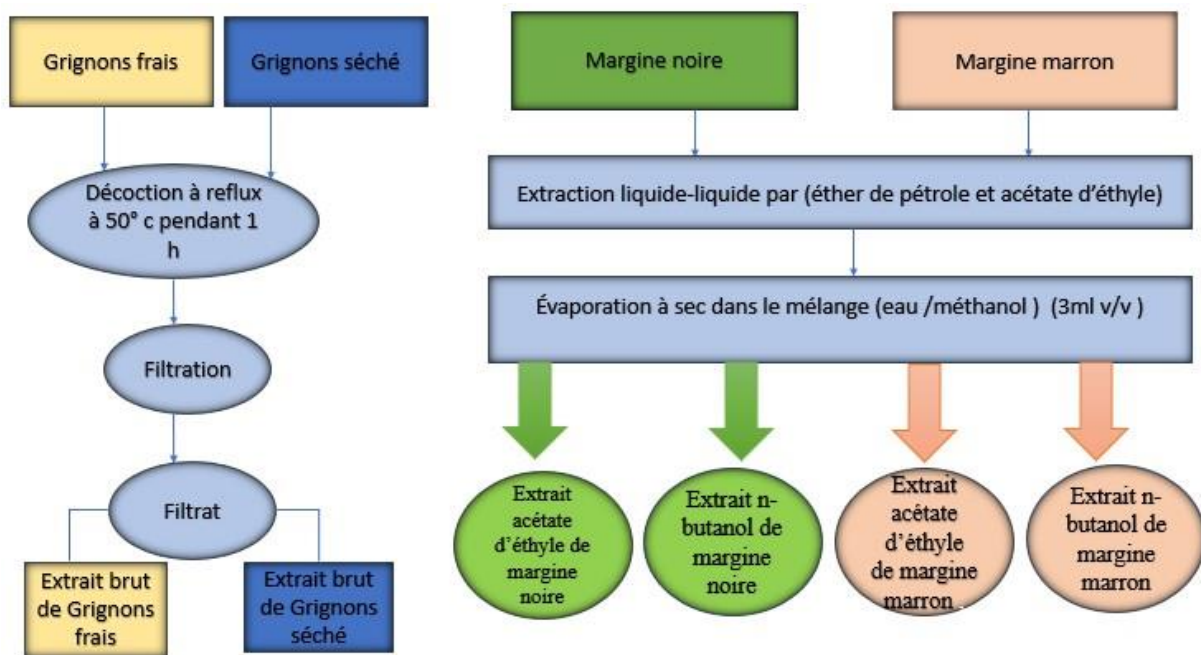 Grignons frais
Grignons séché
Décoction à reflux
à 50° c pendant 1
h
Filtration
Filtrat
Extrait brut
de Grignons
frais
Extrait brut
de Grignons
séché
Margine noire
Margine marron
Extraction liquide-liquide par (éther de pétrole et acétate d’éthyle)
Évaporation à sec dans le mélange (eau /méthanol ) (3ml v/v )
Extrait
acétate
d’éthyle de
margine
noire
Extrait n-
butanol de
margine
noire
Extrait
acétate
d’éthyle
de margine
marron .
Extrait n-
butanol de
margine
marron